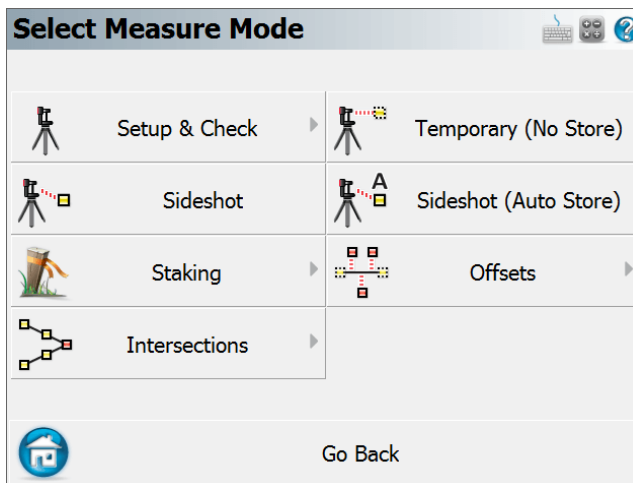 Select Measure Mode
?
Setup & Check
Temporary (No Store)
Sideshot
A
Sideshot (Auto Store)
Staking
Offsets
Intersections
Go Back